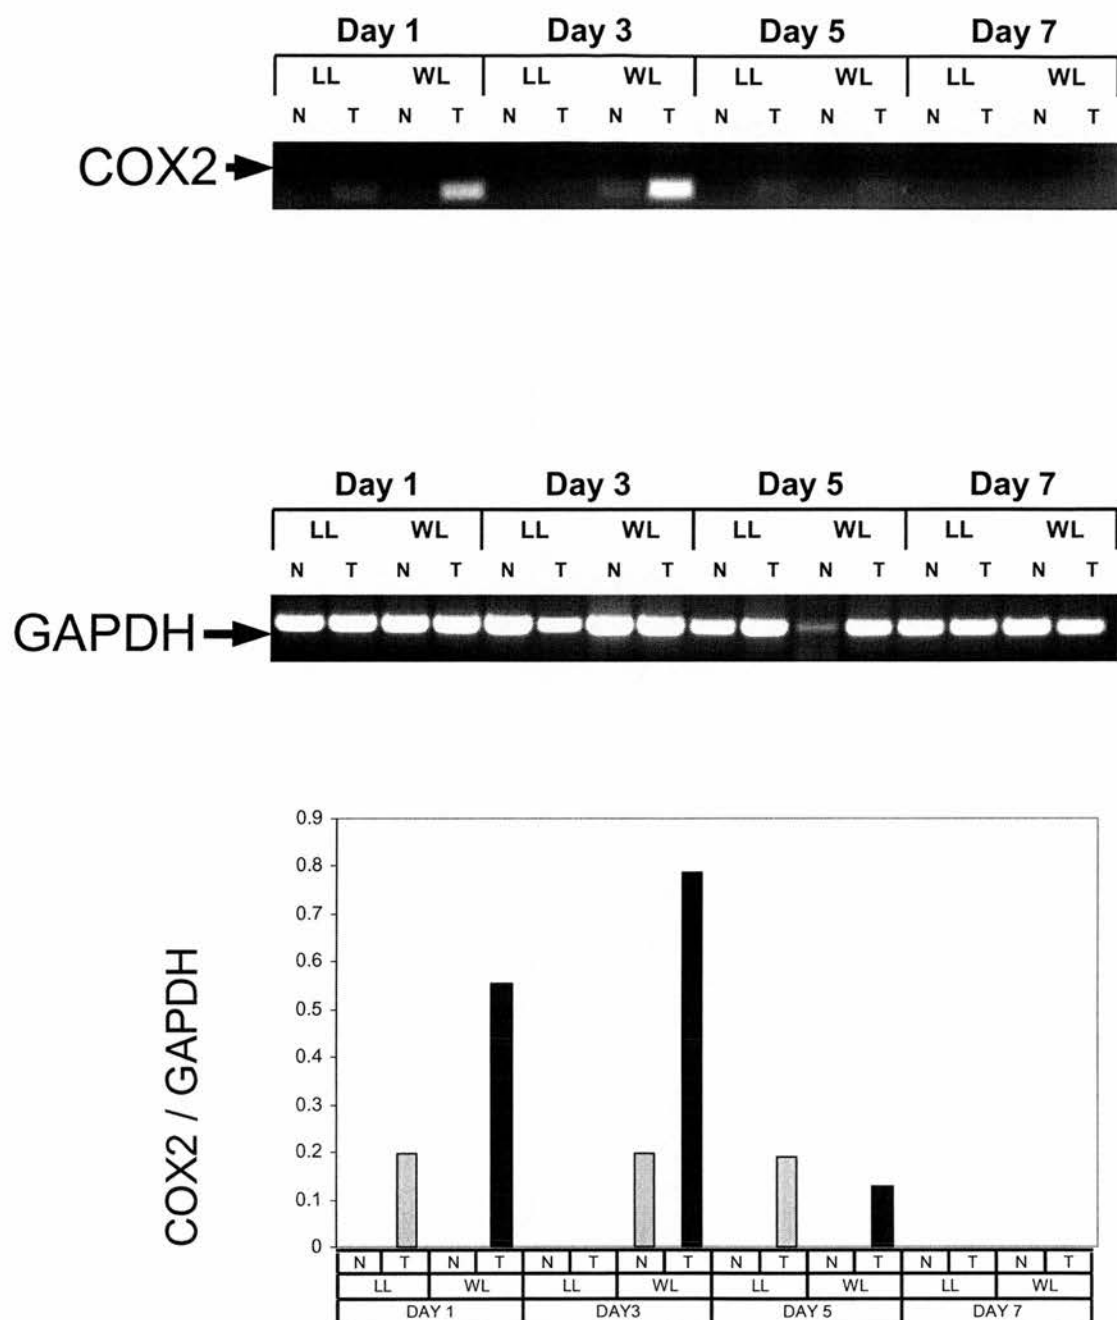 Day 1 Day 3 Day 5 Day 7
LL WL LL WL LL WL LL WL
N T N T N T N T N T N T N T N T
COX2
Day 1 Day 3 Day 5 Day 7
LL WL LL WL LL WL LL WL
N T N T N T N T N T N T N T N T
GAPDH
COX2 / GAPDH
0.9
0.8
0.7
0.6
0.5
0.4
0.3
0.2
0.1
0
N T N T N T N T N T N T N T N T
LL WL LL WL LL WL LL WL
DAY 1 DAY3 DAY 5 DAY 7